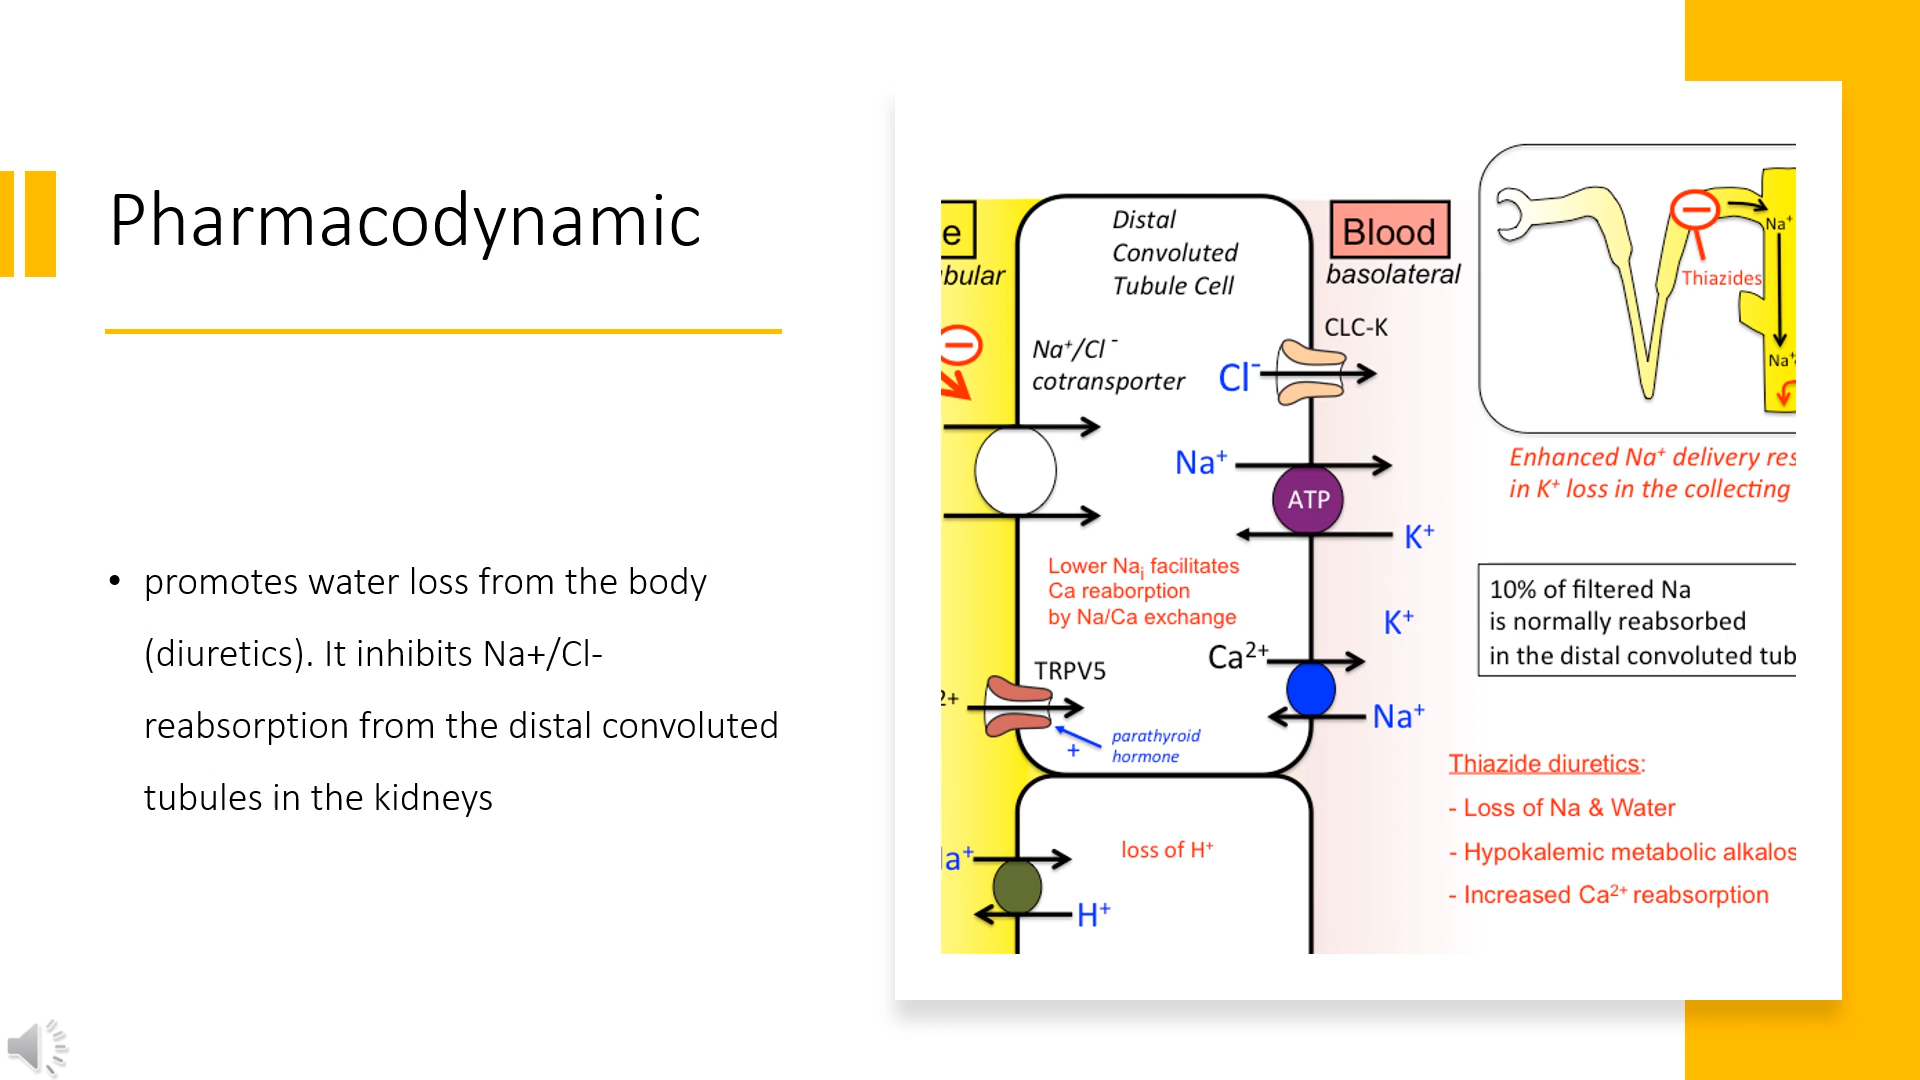 Pharmacodynamic
• promotes water loss from the body
(diuretics). It inhibits Na+/Cl-
reabsorption from the distal convoluted
tubules in the kidneys
e
bular
Distal
Convoluted
Tubule Cell
Blood
basolateral
Na⁺/Cl⁻
cotransporter
CLC-K
Cl⁻
Na⁺
ATP
K⁺
Lower Naᵢ facilitates
Ca reaborption
by Na/Ca exchange
K⁺
Ca²⁺
TRPV5
2+
Na⁺
+
parathyroid
hormone
a⁺
loss of H⁺
H⁺
Na⁺
Thiazides
Na⁺
Enhanced Na⁺ delivery res
in K⁺ loss in the collecting
10% of filtered Na
is normally reabsorbed
in the distal convoluted tub
Thiazide diuretics:
- Loss of Na & Water
- Hypokalemic metabolic alkalos
- Increased Ca²⁺ reabsorption